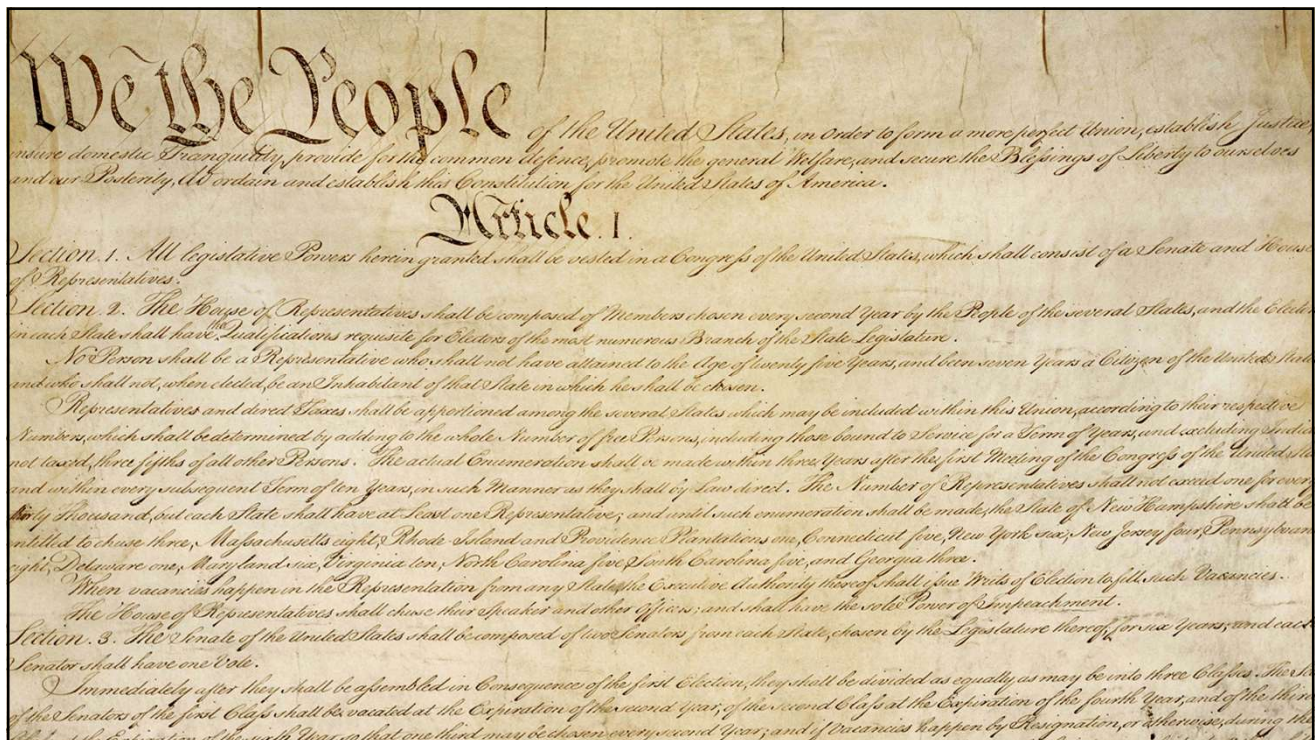 We the People of the United States, in Order to form a more perfect Union, establish Justice,
insure domestic Tranquility, provide for the common defence, promote the general Welfare, and secure the Blessings of Liberty to ourselves
and our Posterity, do ordain and establish this Constitution for the United States of America.
Article. I.
Section. 1. All legislative Powers herein granted shall be vested in a Congress of the United States, which shall consist of a Senate and House
of Representatives.
Section. 2. The House of Representatives shall be composed of Members chosen every second Year by the People of the several States, and the Electors
in each State shall have the Qualifications requisite for Electors of the most numerous Branch of the State Legislature.
No Person shall be a Representative who shall not have attained to the Age of twenty five Years, and been seven Years a Citizen of the United
and who shall not, when elected, be an Inhabitant of that State in which he shall be chosen.
Representatives and direct Taxes shall be apportioned among the several States which may be included within this Union, according to their respective
Numbers, which shall be determined by adding to the whole Number of free Persons, including those bound to Service for a Term of Years, and excluding
not taxed, three fifths of all other Persons. The actual Enumeration shall be made within three Years after the first Meeting of the Congress of the United
and within every subsequent Term of ten Years, in such Manner as they shall by Law direct. The Number of Representatives shall not exceed one for every
thirty Thousand, but each State shall have at Least one Representative; and until such enumeration shall be made, the State of New Hampshire shall be
entitled to chuse three, Massachusetts eight, Rhode-Island and Providence Plantations one, Connecticut five, New-York six, New Jersey four,
eight, Delaware one, Maryland six, Virginia ten, North Carolina five, South Carolina five, and Georgia three.
When vacancies happen in the Representation from any State, the Executive Authority thereof shall issue Writs of Election to fill such Vacancies.
The House of Representatives shall chuse their Speaker and other Officers; and shall have the sole Power of Impeachment.
Section. 3. The Senate of the United States shall be composed of two Senators from each State, chosen by the Legislature thereof, for six Years; and each
Senator shall have one Vote.
Immediately after they shall be assembled in Consequence of the first Election, they shall be divided as equally as may be into three Classes. The
of the Senators of the first Class shall be vacated at the Expiration of the second Year, of the second Class at the Expiration of the fourth Year, and of the third
Year, so that one third may be chosen every second Year; and if Vacancies happen by Resignation, or otherwise, during the